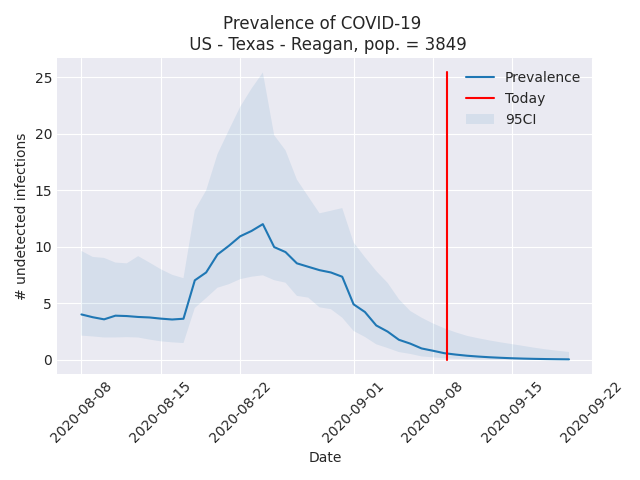 Prevalence of COVID-19
US - Texas - Reagan, pop. = 3849
Prevalence
Today
95CI
25
20
15
10
5
0
# undetected infections
2020-08-08
2020-08-15
2020-08-22
2020-09-01
2020-09-08
2020-09-15
2020-09-22
Date